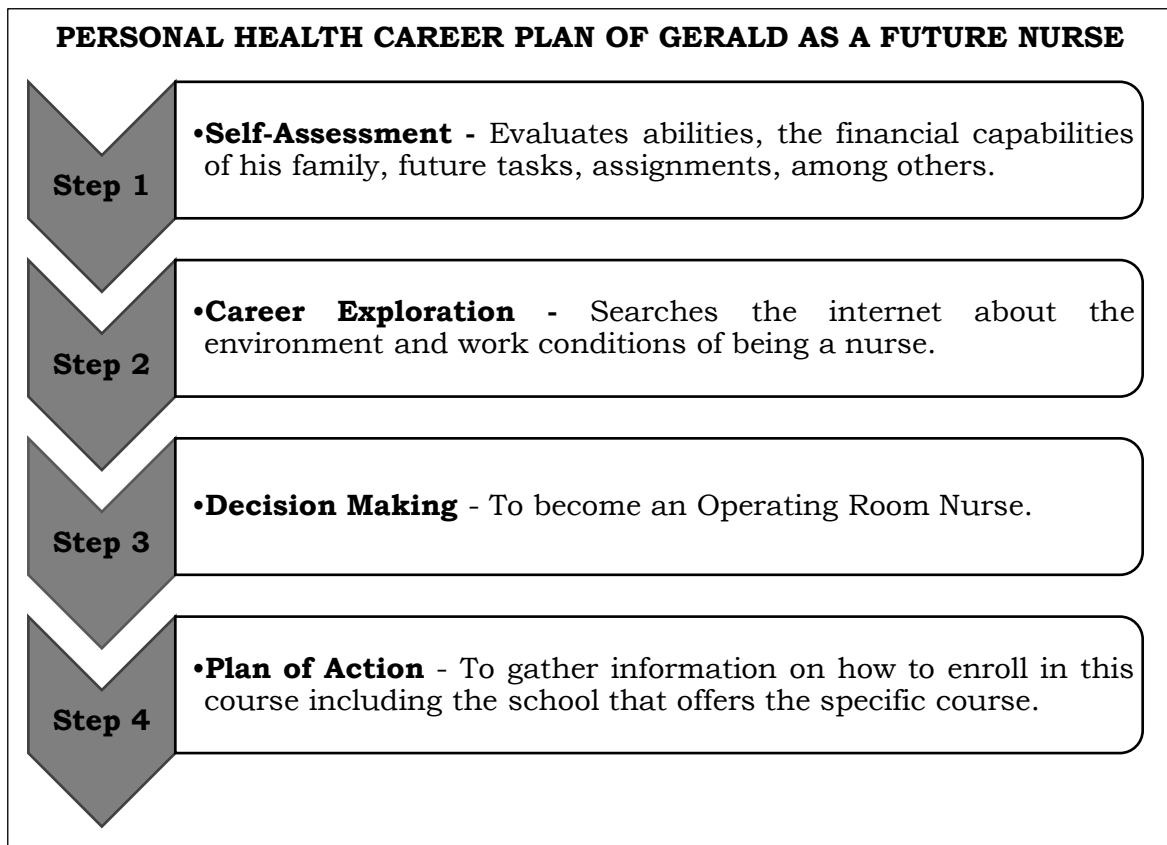 PERSONAL HEALTH CAREER PLAN OF GERALD AS A FUTURE NURSE
Step 1
•Self-Assessment - Evaluates abilities, the financial capabilities
of his family, future tasks, assignments, among others.
Step 2
•Career Exploration - Searches the internet about the
environment and work conditions of being a nurse.
Step 3
•Decision Making - To become an Operating Room Nurse.
Step 4
•Plan of Action - To gather information on how to enroll in this
course including the school that offers the specific course.